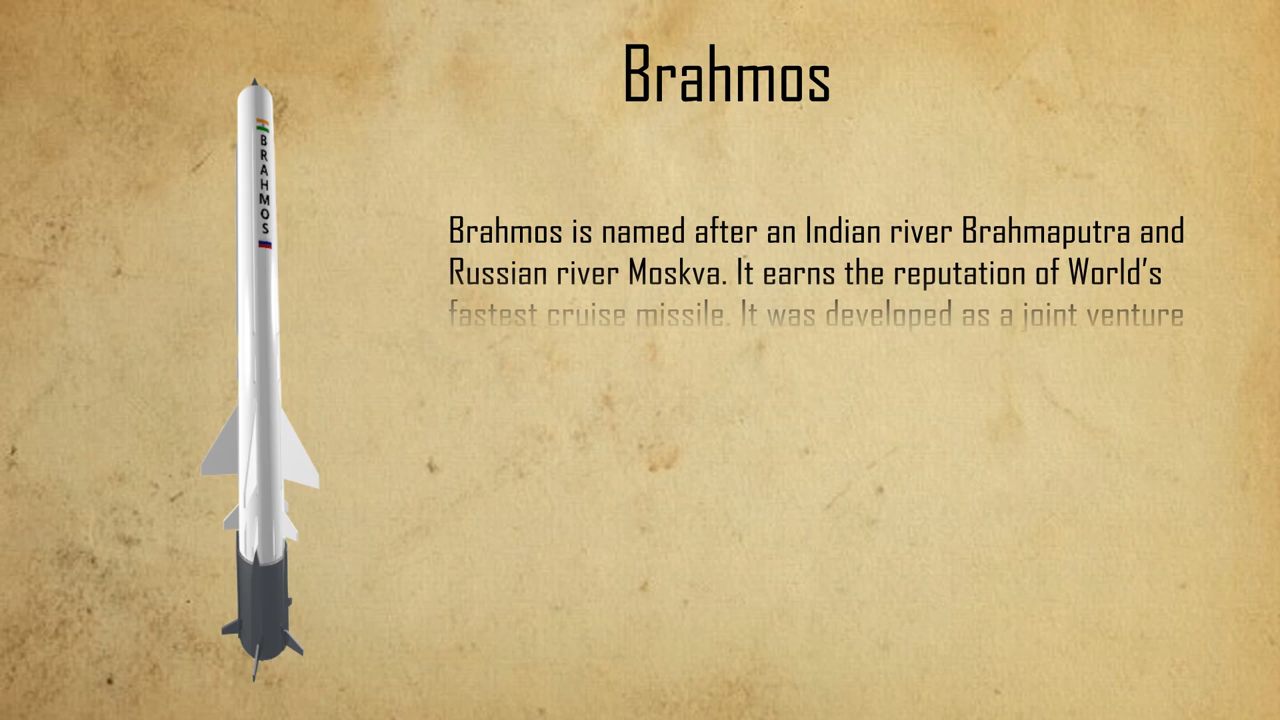 Brahmos
BRAHMOS
Brahmos is named after an Indian river Brahmaputra and
Russian river Moskva. It earns the reputation of World's
fastest cruise missile. It was developed as a joint venture